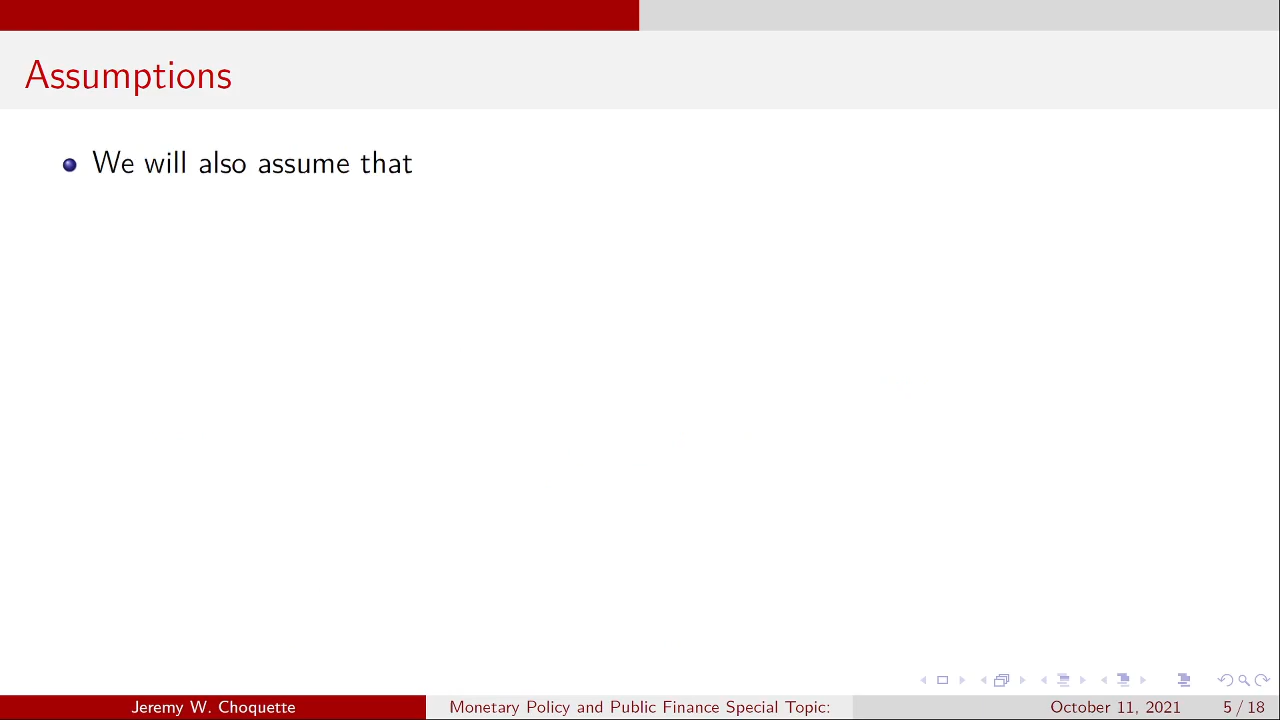 Assumptions
We will also assume that
Jeremy W. Choquette
Monetary Policy and Public Finance Special Topic:
October 11, 2021
5 / 18